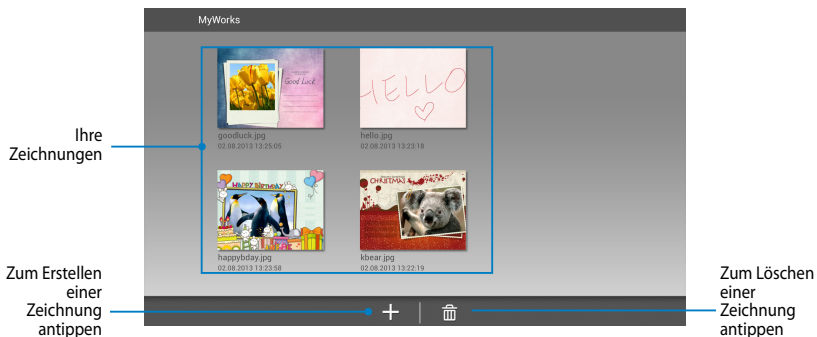 MyWorks
Good Luck
HELLO
goodluck.jpg
02.08.2013 13:25:05
hello.jpg
02.08.2013 13:23:18
Ihre
Zeichnungen
HAPPY BIRTHDAY
CHRISTMAS
happybday.jpg
02.08.2013 13:23:58
kbear.jpg
02.08.2013 13:22:19
Zum Erstellen
einer
Zeichnung
antippen
Zum Löschen
einer
Zeichnung
antippen